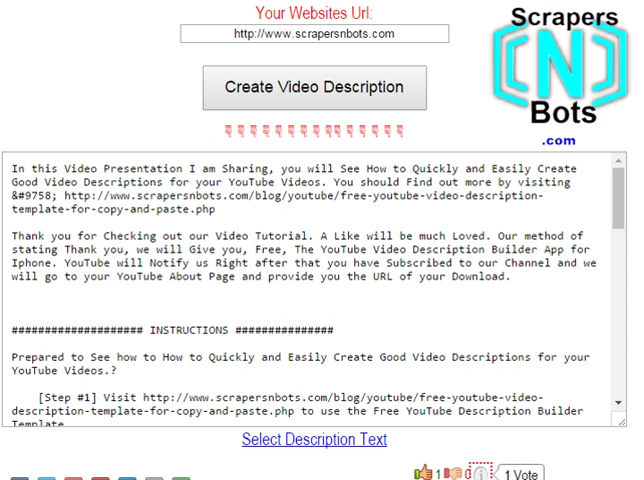 Your Websites Url:
http://www.scrapersnbots.com
Scrapers
N
Bots
.com
Create Video Description
In this Video Presentation I am Sharing, you will See How to Quickly and Easily Create
Good Video Descriptions for your YouTube Videos. You should Find out more by visiting
&#9758; http://www.scrapersnbots.com/blog/youtube/free-youtube-video-description-
template-for-copy-and-paste.php
Thank you for Checking out our Video Tutorial. A Like will be much Loved. Our method of
stating Thank you, we will Give you, Free, The YouTube Video Description Builder App for
Iphone. YouTube will Notify us Right after that you have Subscribed to our Channel and we
will go to your YouTube About Page and provide you the URL of your Download.
#################### INSTRUCTIONS ###############
Prepared to See how to How to Quickly and Easily Create Good Video Descriptions for your
YouTube Videos.?
[Step #1] Visit http://www.scrapersnbots.com/blog/youtube/free-youtube-video-
description-template-for-copy-and-paste.php to use the Free YouTube Description Builder
Template
Select Description Text
1 0 1 Vote